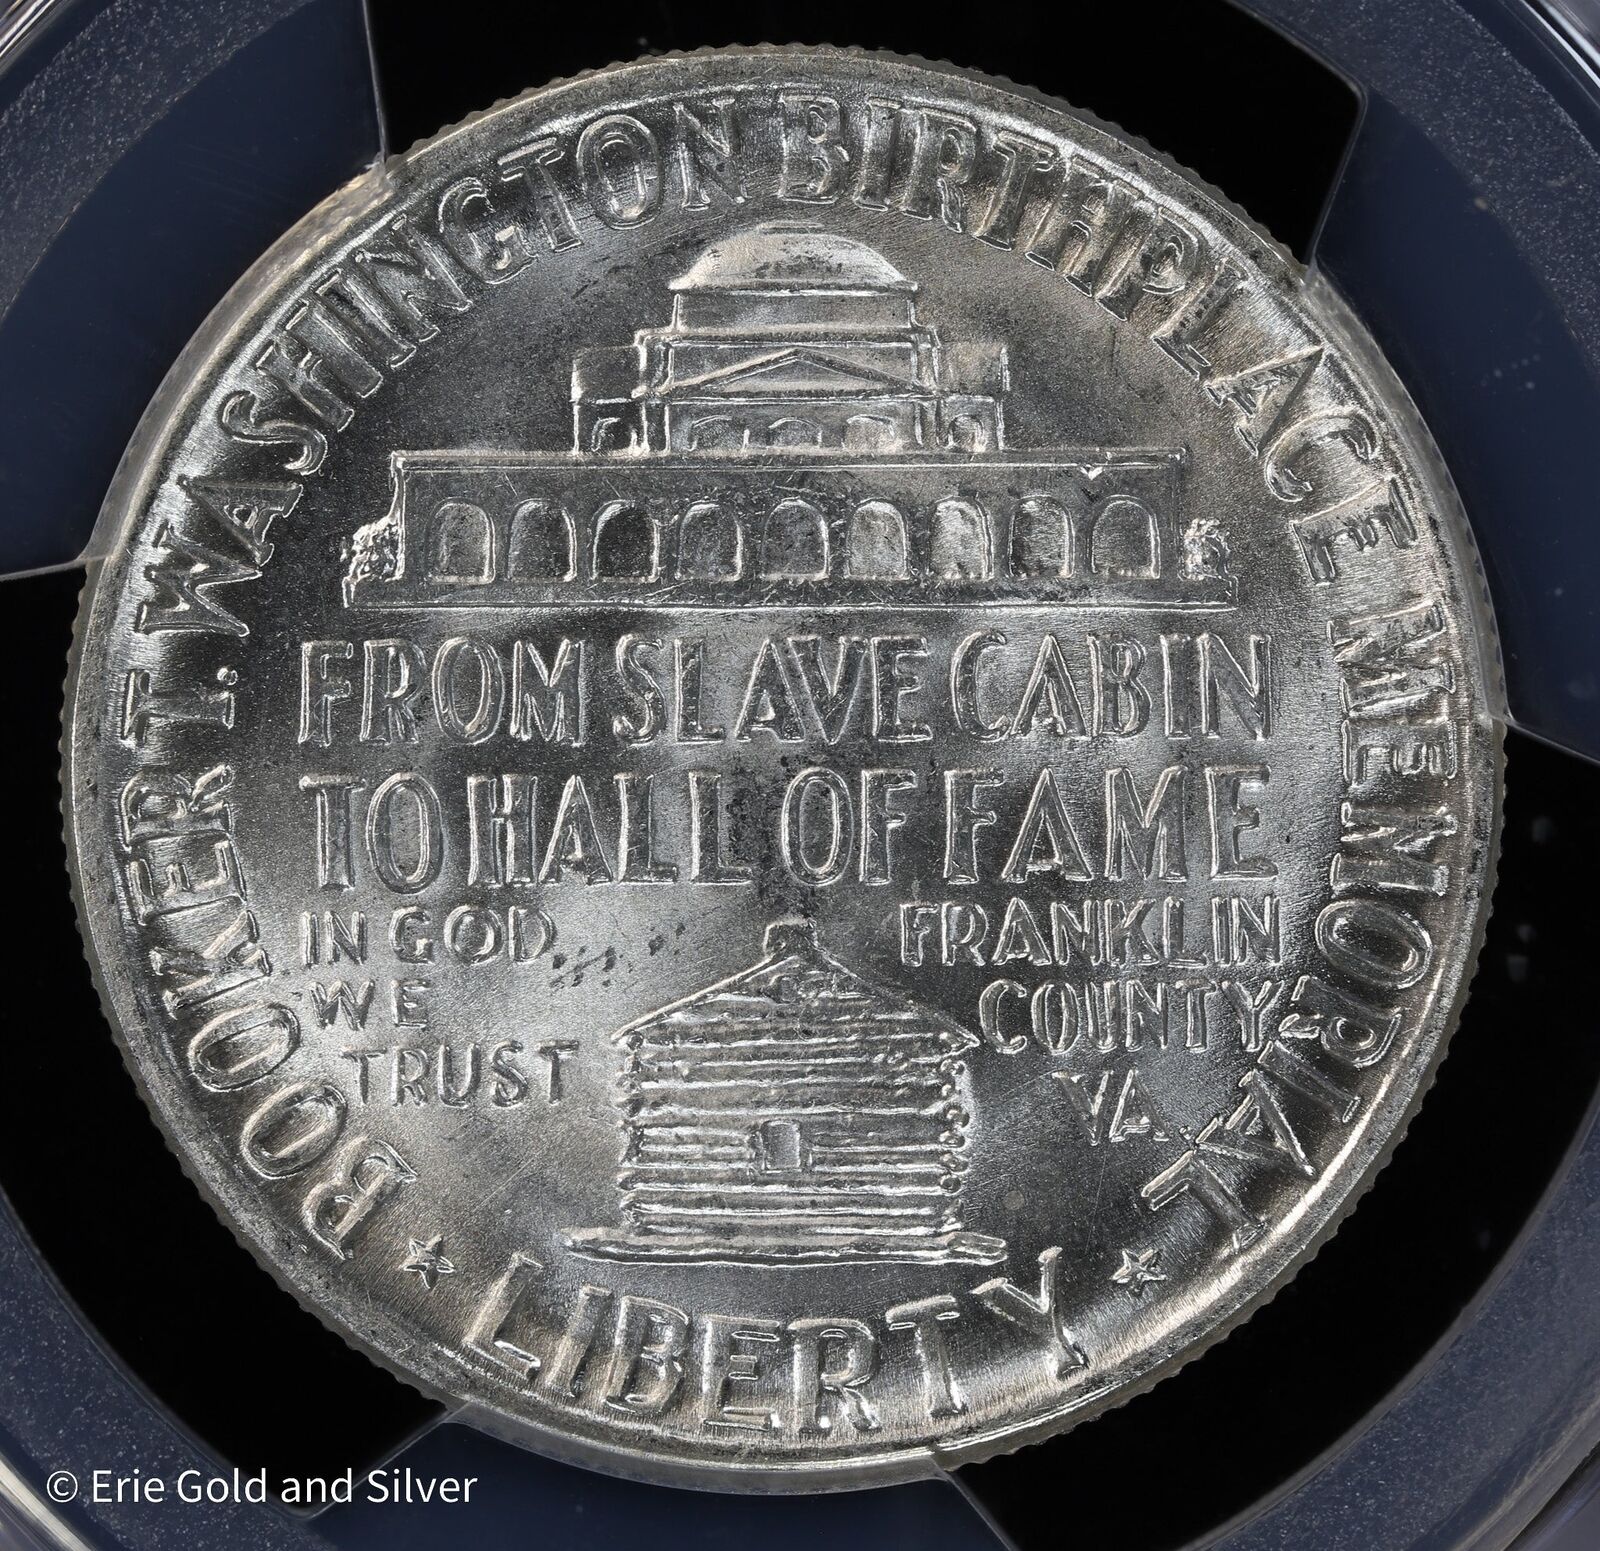 BOOKER T. WASHINGTON BIRTHPLACE MEMORIAL
FROM SLAVE CABIN
TO HALL OF FAME
IN GOD
WE
TRUST
FRANKLIN
COUNTY,
VA.
LIBERTY
© Erie Gold and Silver